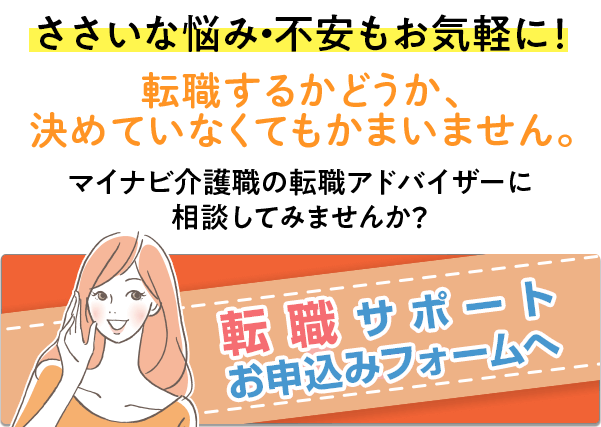 ささいな悩み・不安もお気軽に！
転職するかどうか、
決めていなくてもかまいません。
マイナビ介護職の転職アドバイザーに
相談してみませんか？
転職サポート
お申込みフォームへ